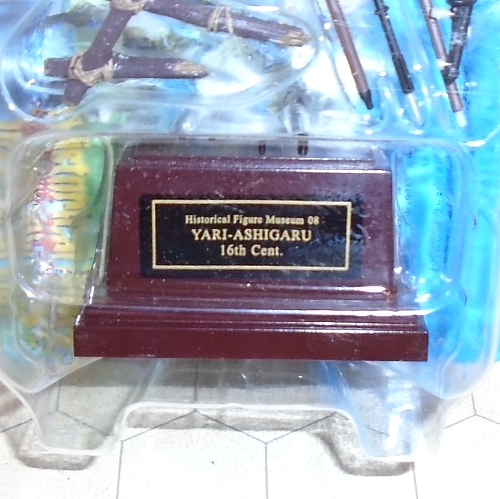 Historical Figure Museum 08
YARI-ASHIGARU
16th Cent.